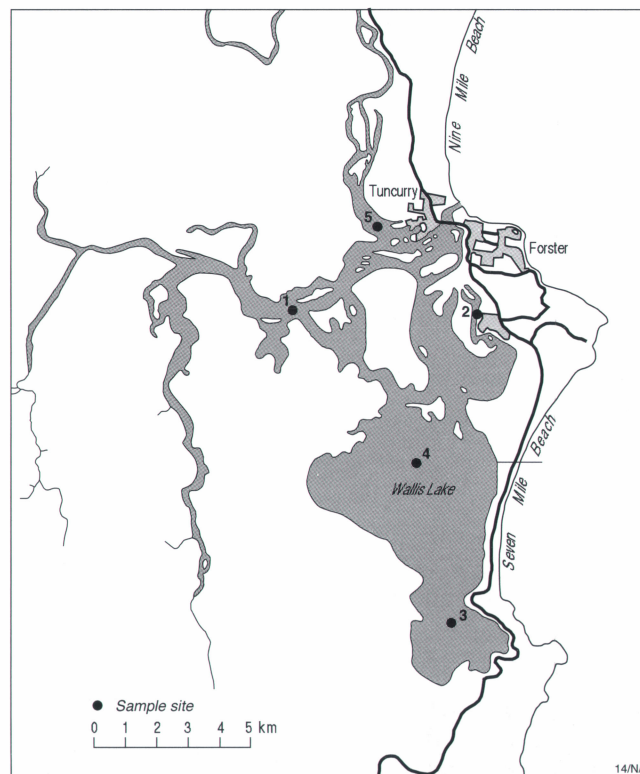 Nine Mile Beach
Tuncurry
5
Forster
1
2
4
Wallis Lake
Seven Mile Beach
3
Sample site
0 1 2 3 4 5 km
14/N/